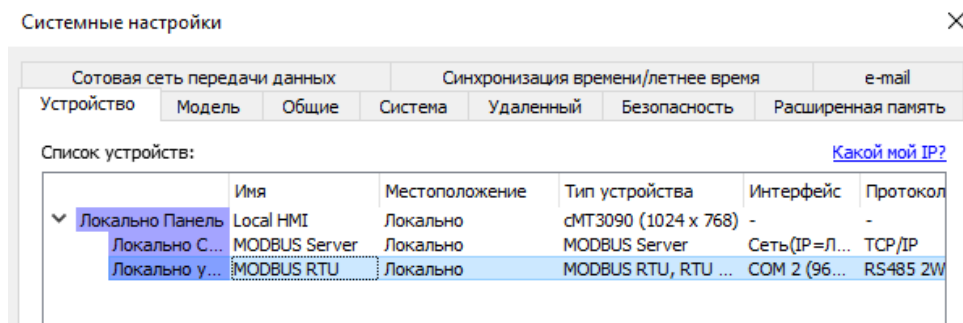 Системные настройки
Сотовая сеть передачи данных Синхронизация времени/летнее время e-mail
Устройство Модель Общие Система Удаленный Безопасность Расширенная память
Список устройств: Какой мой IP?
Имя Местоположение Тип устройства Интерфейс Протокол
Локально Панель Local HMI Локально cMT3090 (1024 x 768) - -
Локально С... MODBUS Server Локально MODBUS Server Сеть(IP=Л... TCP/IP
Локально у... MODBUS RTU Локально MODBUS RTU, RTU ... COM 2 (96... RS485 2W